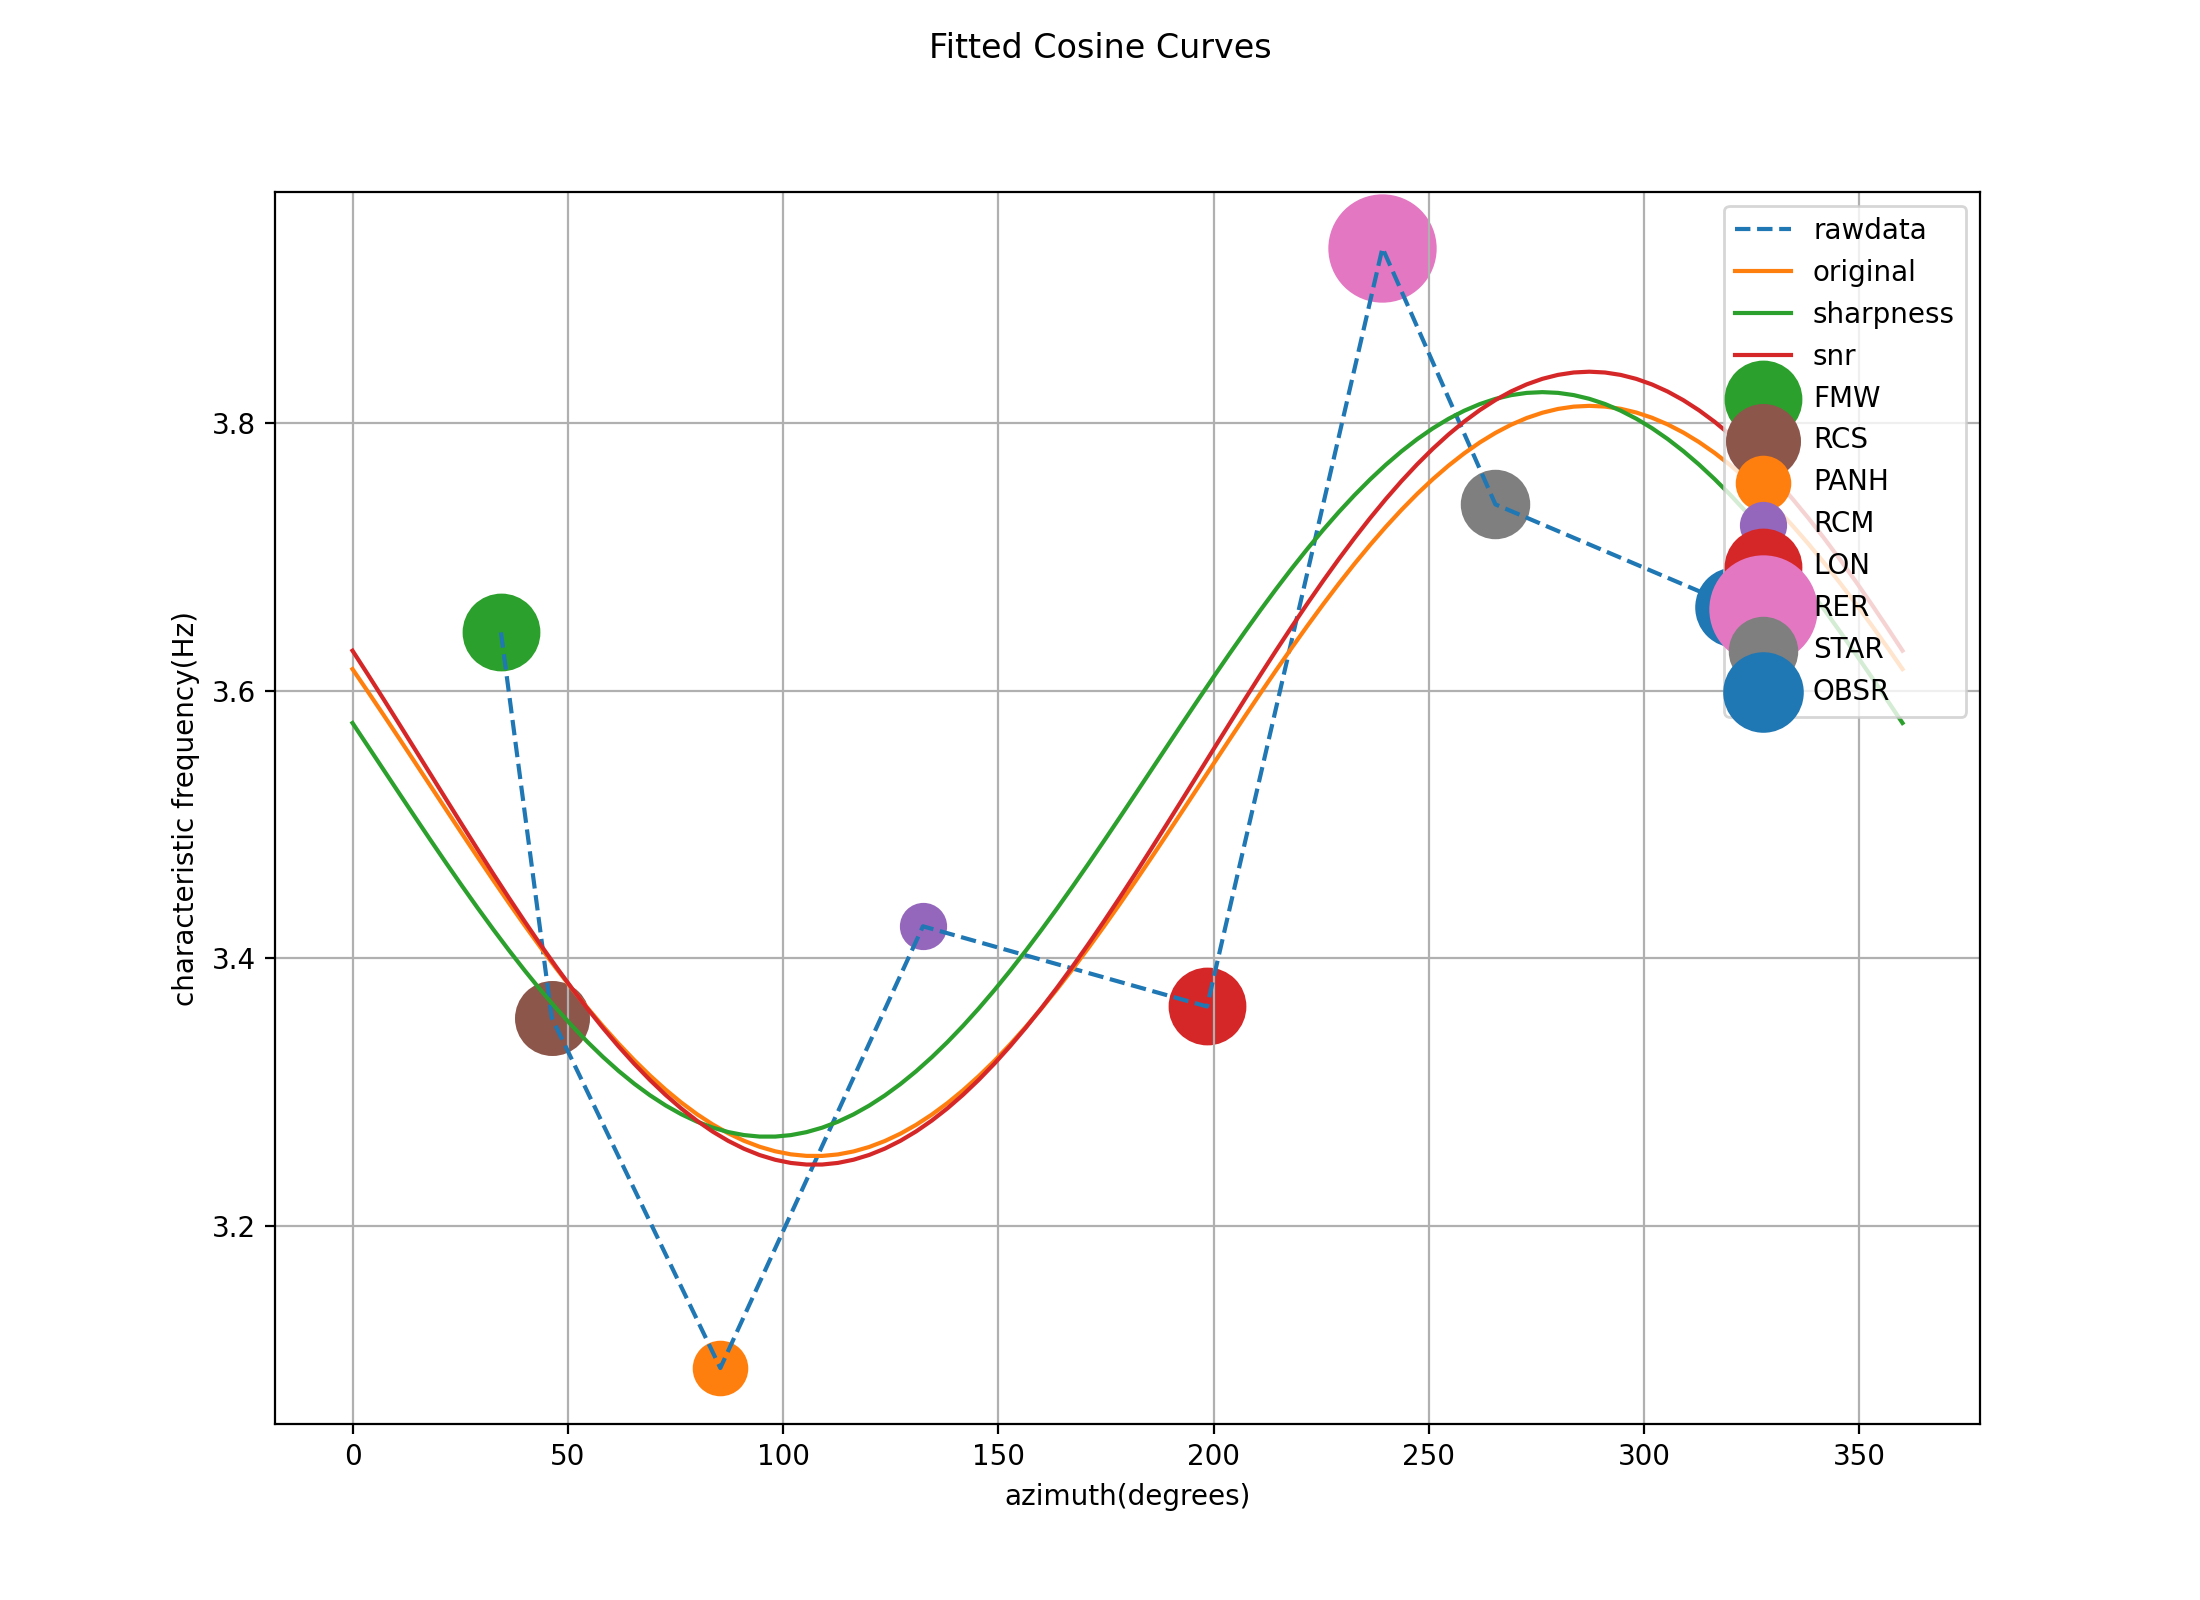 Fitted Cosine Curves
rawdata
original
sharpness
snr
FMW
RCS
PANH
RCM
LON
RER
STAR
OBSR
characteristic frequency(Hz)
3.8
3.6
3.4
3.2
0 50 100 150 200 250 300 350
azimuth(degrees)